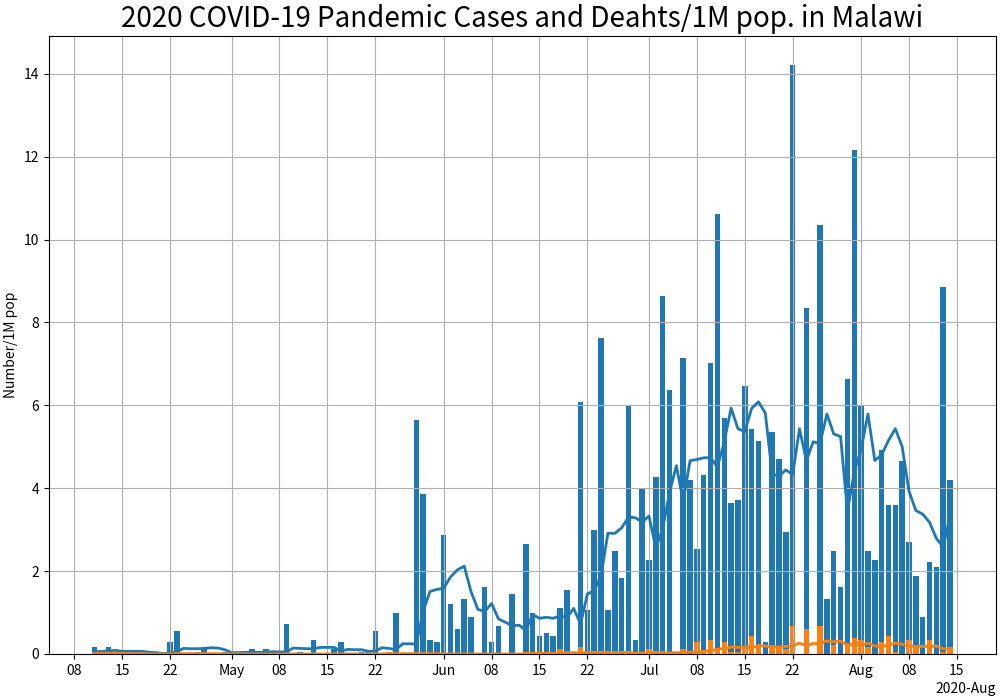 2020 COVID-19 Pandemic Cases and Deahts/1M pop. in Malawi
Number/1M pop
14
12
10
8
6
4
2
0
08 15 22 May 08 15 22 Jun 08 15 22 Jul 08 15 22 Aug 08 15
2020-Aug